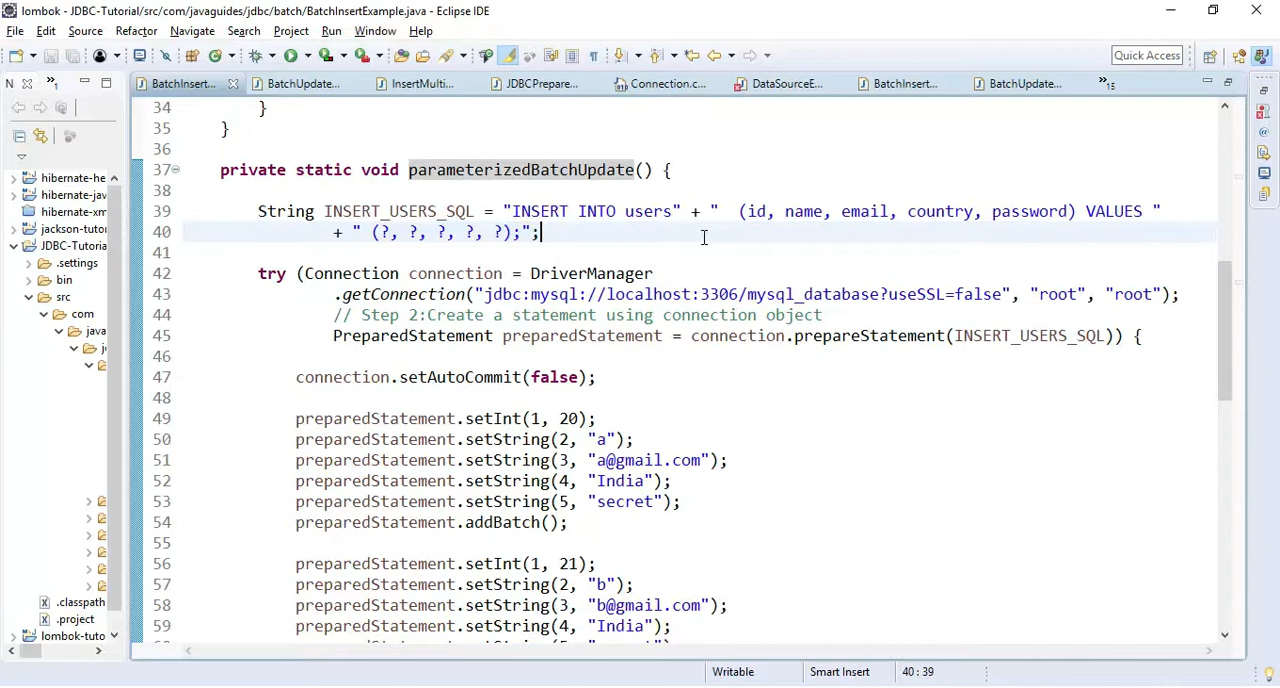 lombok - JDBC-Tutorial/src/com/javaguides/jdbc/batch/BatchInsertExample.java - Eclipse IDE
File Edit Source Refactor Navigate Search Project Run Window Help
Quick Access
N
1
BatchInsert...
BatchUpdate...
InsertMulti...
JDBCPrepare...
Connection.c...
DataSourceE...
BatchInsert...
BatchUpdate...
15
hibernate-he
hibernate-jav
hibernate-xm
jackson-tutor
JDBC-Tutoria
.settings
bin
src
com
java
.classpath
.project
lombok-tuto
34 }
35 }
36
37 private static void parameterizedBatchUpdate() {
38
39 String INSERT_USERS_SQL = "INSERT INTO users" + "  (id, name, email, country, password) VALUES "
40 + " (?, ?, ?, ?, ?);";
41
42 try (Connection connection = DriverManager
43 .getConnection("jdbc:mysql://localhost:3306/mysql_database?useSSL=false", "root", "root");
44 // Step 2:Create a statement using connection object
45 PreparedStatement preparedStatement = connection.prepareStatement(INSERT_USERS_SQL)) {
46
47 connection.setAutoCommit(false);
48
49 preparedStatement.setInt(1, 20);
50 preparedStatement.setString(2, "a");
51 preparedStatement.setString(3, "a@gmail.com");
52 preparedStatement.setString(4, "India");
53 preparedStatement.setString(5, "secret");
54 preparedStatement.addBatch();
55
56 preparedStatement.setInt(1, 21);
57 preparedStatement.setString(2, "b");
58 preparedStatement.setString(3, "b@gmail.com");
59 preparedStatement.setString(4, "India");
Writable Smart Insert 40 : 39